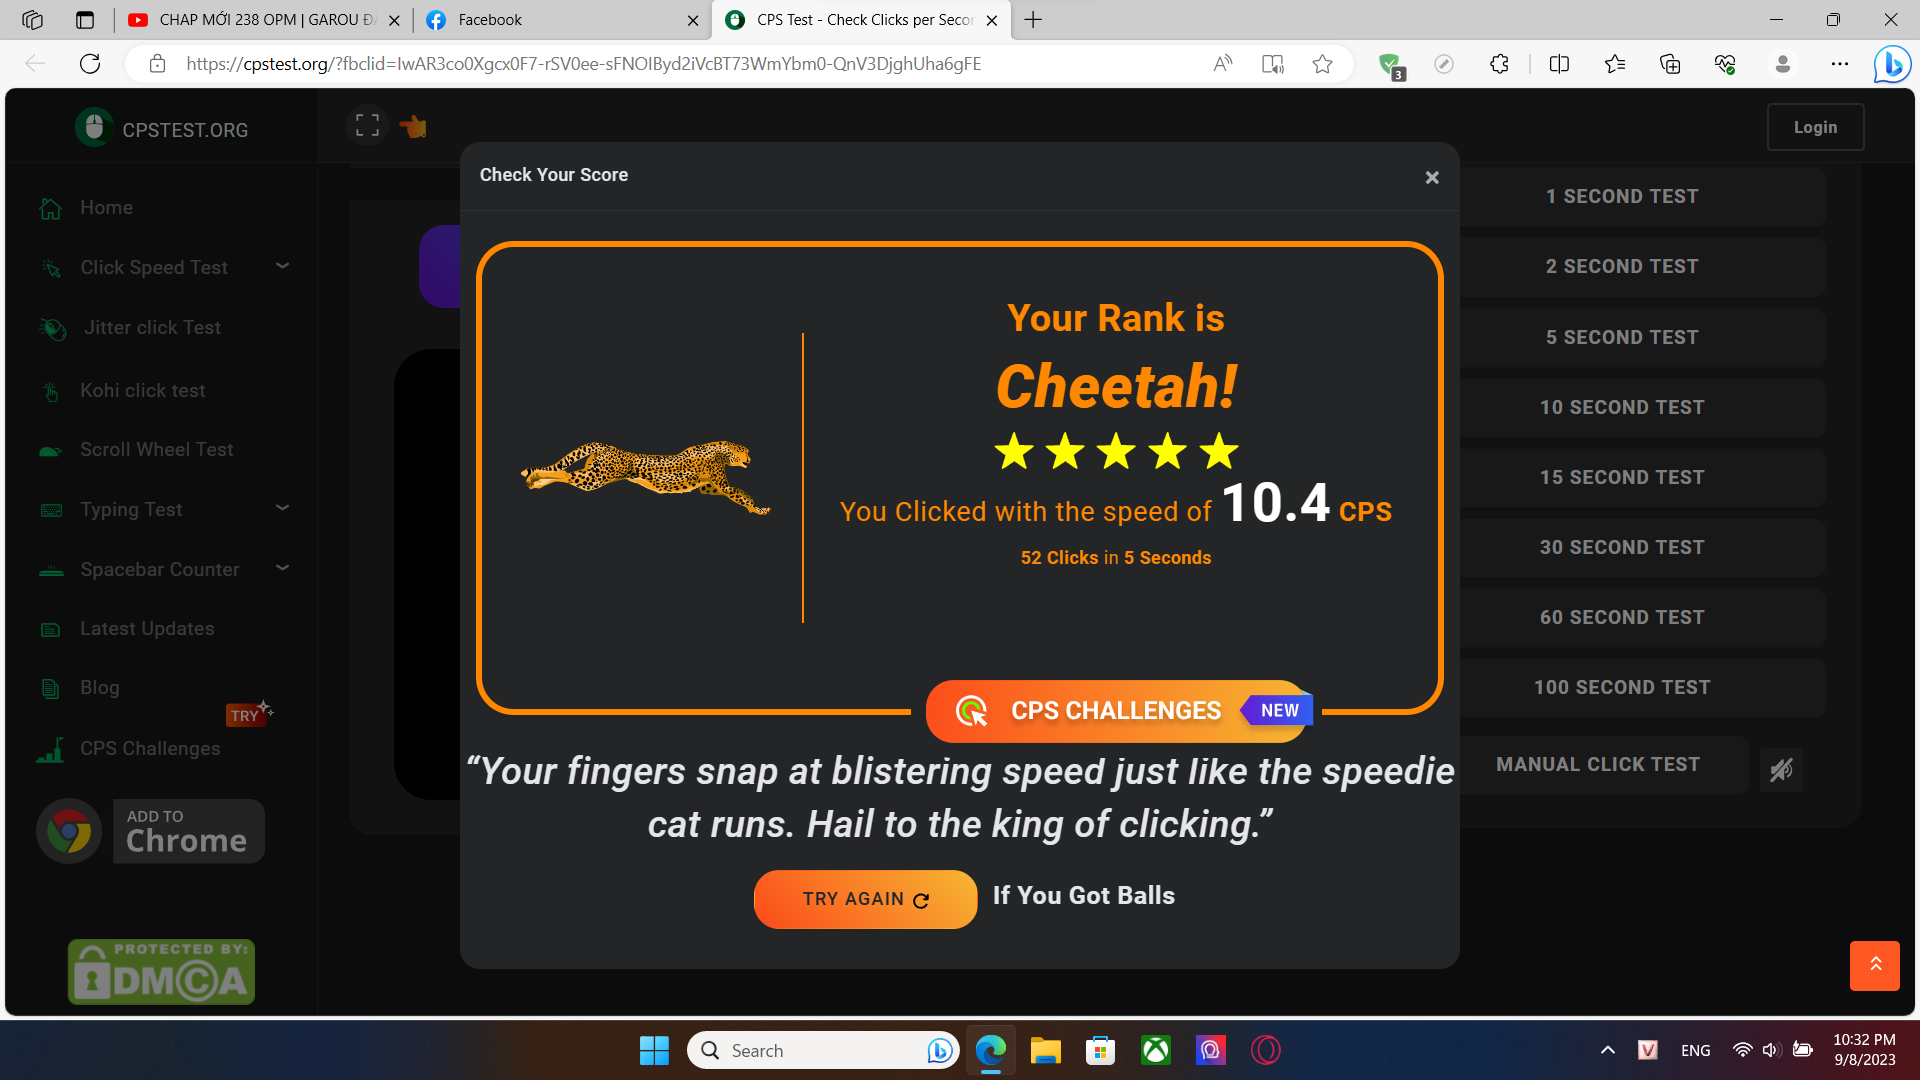 CHAP MỚI 238 OPM | GAROU
Facebook
CPS Test - Check Clicks per Secon
https://cpstest.org/?fbclid=IwAR3co0Xgcx0F7-rSV0ee-sFNOIByd2iVcBT73WmYbm0-QnV3DjghUha6gFE
3
CPSTEST.ORG
Login
Home
Click Speed Test
Jitter click Test
Kohi click test
Scroll Wheel Test
Typing Test
Spacebar Counter
Latest Updates
Blog
TRY
CPS Challenges
ADD TO
Chrome
PROTECTED BY:
DMCA
Check Your Score
×
Your Rank is
Cheetah!
You Clicked with the speed of 10.4 CPS
52 Clicks in 5 Seconds
CPS CHALLENGES NEW
“Your fingers snap at blistering speed just like the speedie
cat runs. Hail to the king of clicking.”
TRY AGAIN If You Got Balls
1 SECOND TEST
2 SECOND TEST
5 SECOND TEST
10 SECOND TEST
15 SECOND TEST
30 SECOND TEST
60 SECOND TEST
100 SECOND TEST
MANUAL CLICK TEST
Search
V
ENG
10:32 PM
9/8/2023